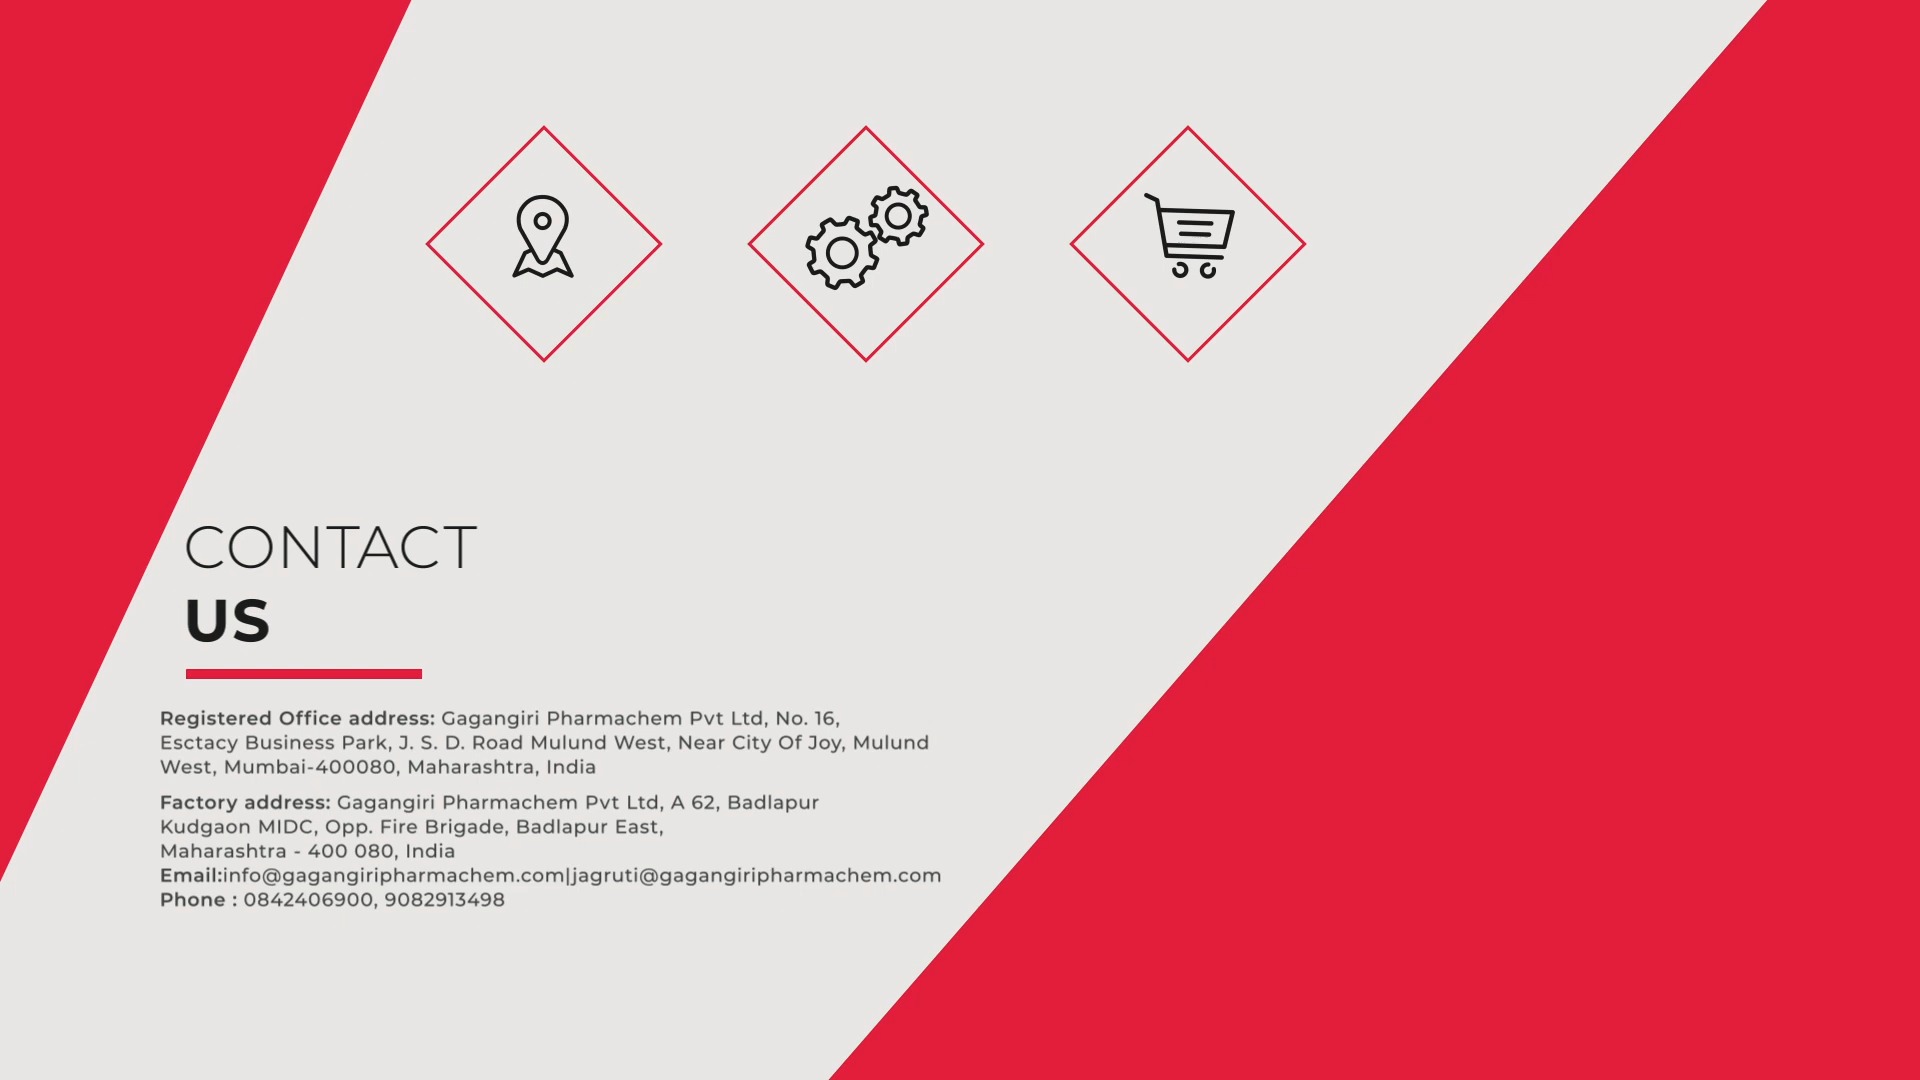 CONTACT
US
Registered Office address: Gagangiri Pharmachem Pvt Ltd, No. 16,
Esctacy Business Park, J. S. D. Road Mulund West, Near City Of Joy, Mulund
West, Mumbai-400080, Maharashtra, India
Factory address: Gagangiri Pharmachem Pvt Ltd, A 62, Badlapur
Kudgaon MIDC, Opp. Fire Brigade, Badlapur East,
Maharashtra - 400 080, India
Email:info@gagangiripharmachem.com|jagruti@gagangiripharmachem.com
Phone : 0842406900, 9082913498